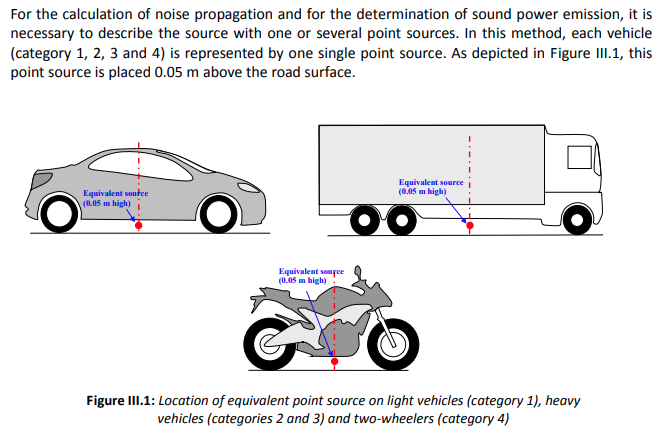 For the calculation of noise propagation and for the determination of sound power emission, it is
necessary to describe the source with one or several point sources. In this method, each vehicle
(category 1, 2, 3 and 4) is represented by one single point source. As depicted in Figure III.1, this
point source is placed 0.05 m above the road surface.
Equivalent source
(0.05 m high)
Equivalent source
(0.05 m high)
Equivalent source
(0.05 m high)
Figure III.1: Location of equivalent point source on light vehicles (category 1), heavy
vehicles (categories 2 and 3) and two-wheelers (category 4)